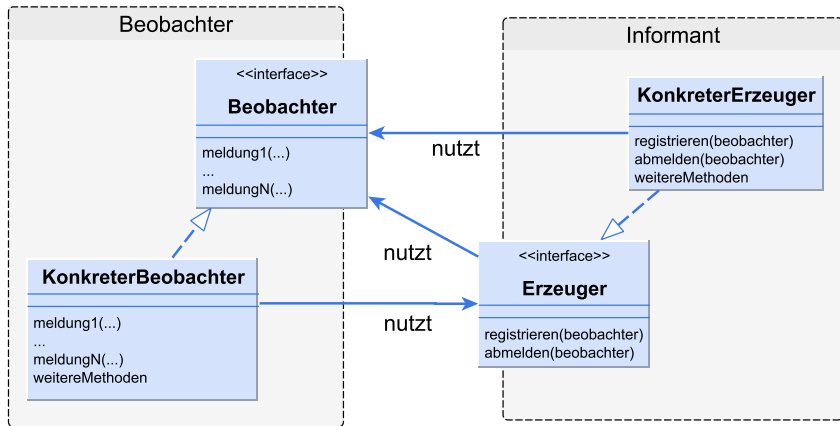 Beobachter
<<interface>>
Beobachter
meldung1(...)
...
meldungN(...)
KonkreterBeobachter
meldung1(...)
...
meldungN(...)
weitereMethoden
nutzt
nutzt
nutzt
Informant
KonkreterErzeuger
registrieren(beobachter)
abmelden(beobachter)
weitereMethoden
<<interface>>
Erzeuger
registrieren(beobachter)
abmelden(beobachter)